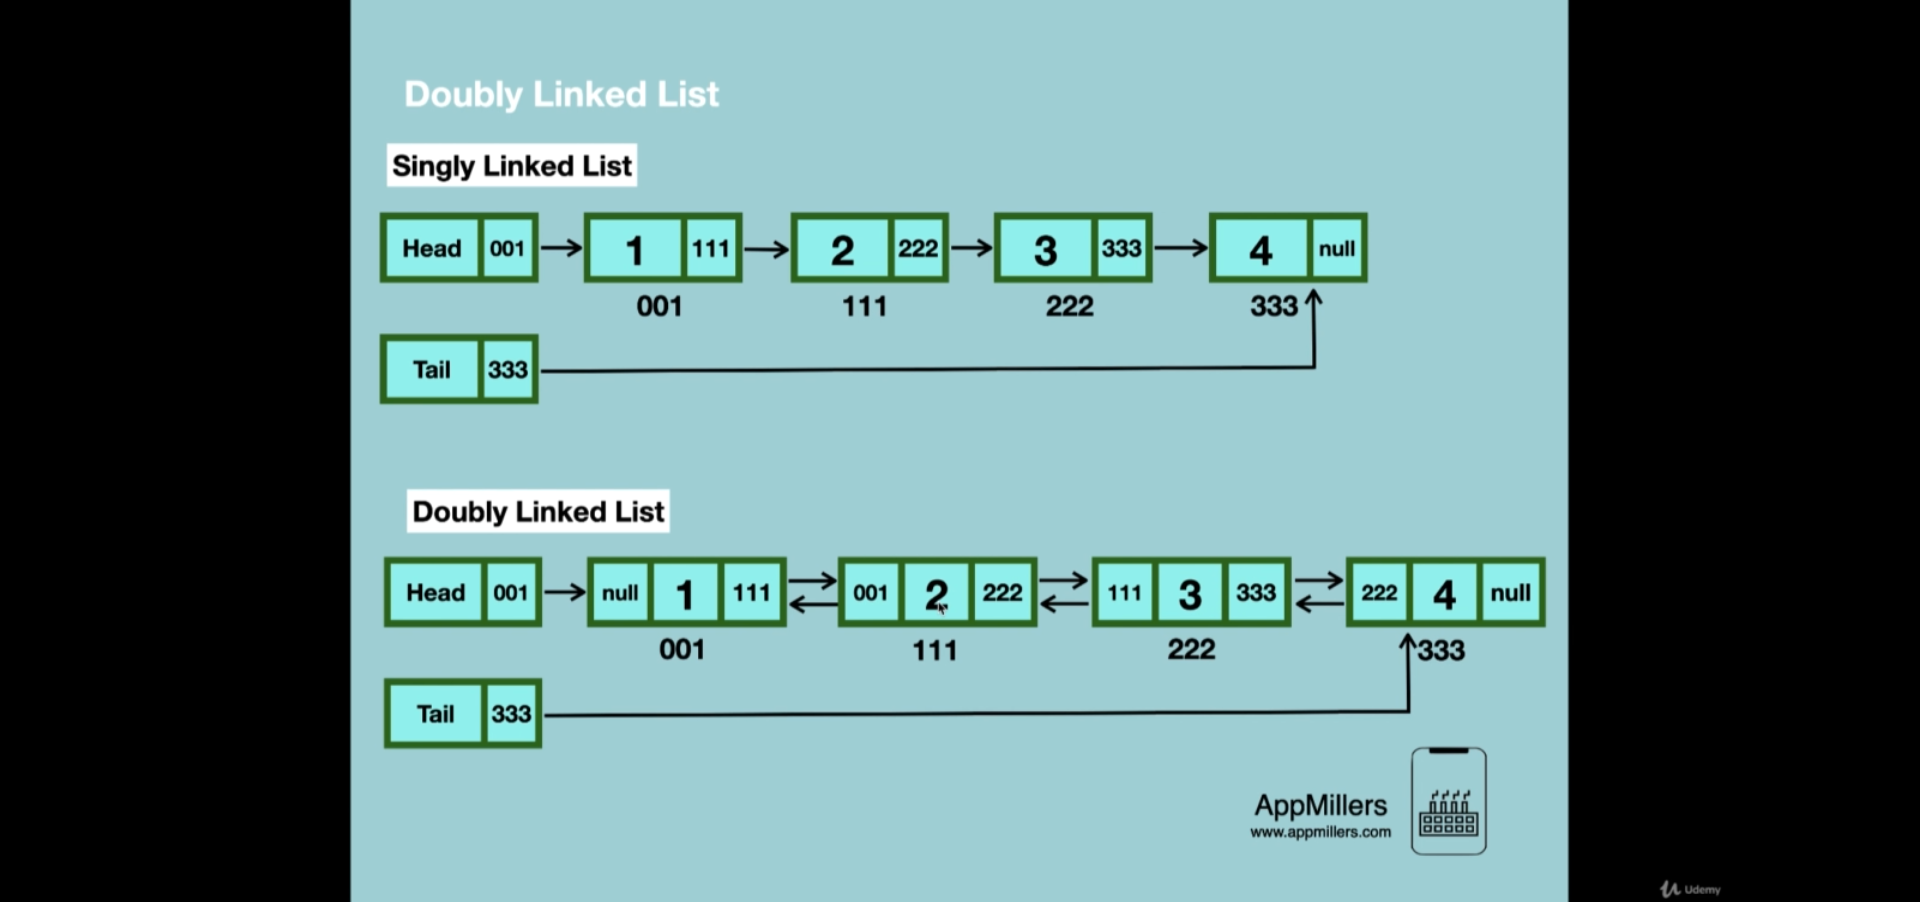 Doubly Linked List
Singly Linked List
Head 001 1 111 2 222 3 333 4 null
001 111 222 333
Tail 333
Doubly Linked List
Head 001 null 1 111 001 2 222 111 3 333 222 4 null
001 111 222 333
Tail 333
AppMillers
www.appmillers.com
Udemy